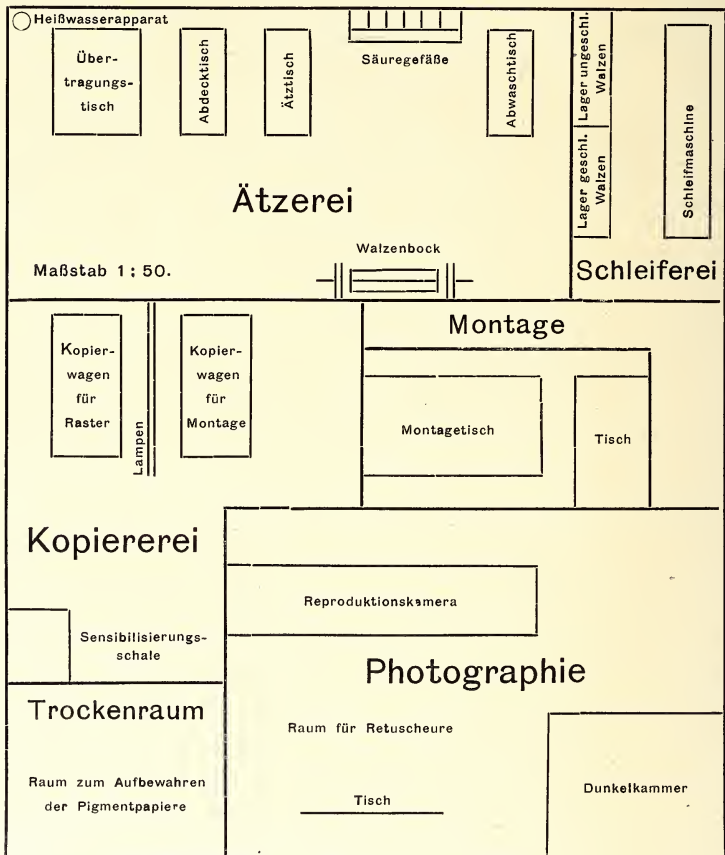 Heißwasserapparat
Über-
tragungs-
tisch
Abdecktisch
Ätztisch
Säuregefäße
Abwaschtisch
Lager ungeschl.
Walzen
Lager geschl.
Walzen
Schleifmaschine
Ätzerei
Walzenbock
Maßstab 1 : 50.
Schleiferei
Kopier-
wagen
für
Raster
Lampen
Kopier-
wagen
für
Montage
Montage
Montagetisch
Tisch
Kopiererei
Sensibilisierungs-
schale
Reproduktionskamera
Photographie
Trockenraum
Raum zum Aufbewahren
der Pigmentpapiere
Raum für Retuscheure
Tisch
Dunkelkammer